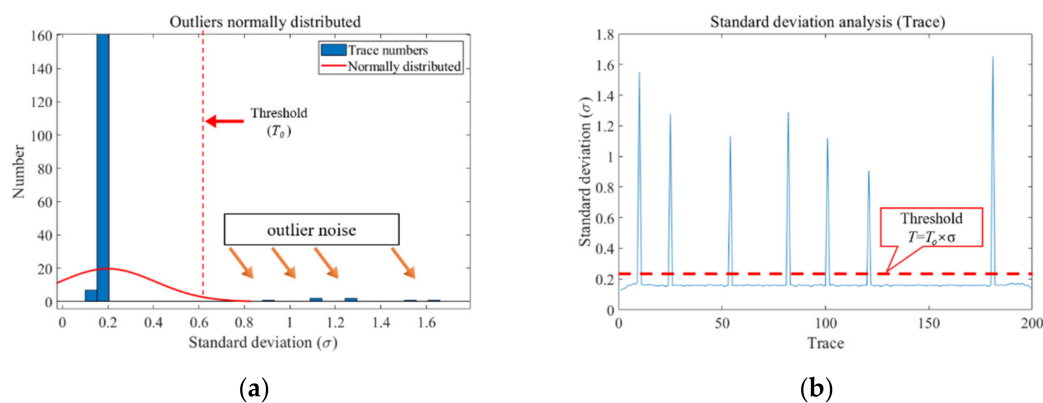 Outliers normally distributed
160
140
120
100
80
60
40
20
0
Number
Trace numbers
Normally distributed
Threshold
(T₀)
outlier noise
0 0.2 0.4 0.6 0.8 1 1.2 1.4 1.6
Standard deviation (σ)
(a)
Standard deviation analysis (Trace)
1.8
1.6
1.4
1.2
1
0.8
0.6
0.4
0.2
0
Standard deviation (σ)
Threshold
T=T₀×σ
0 50 100 150 200
Trace
(b)